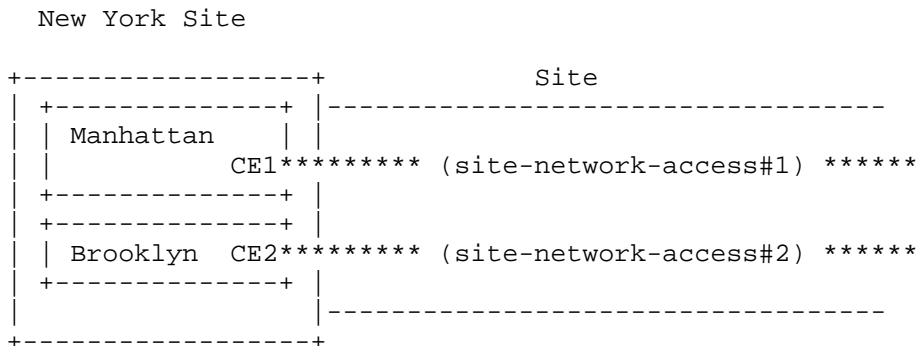 New York Site
Site
Manhattan
CE1********* (site-network-access#1) ******
Brooklyn CE2********* (site-network-access#2) ******